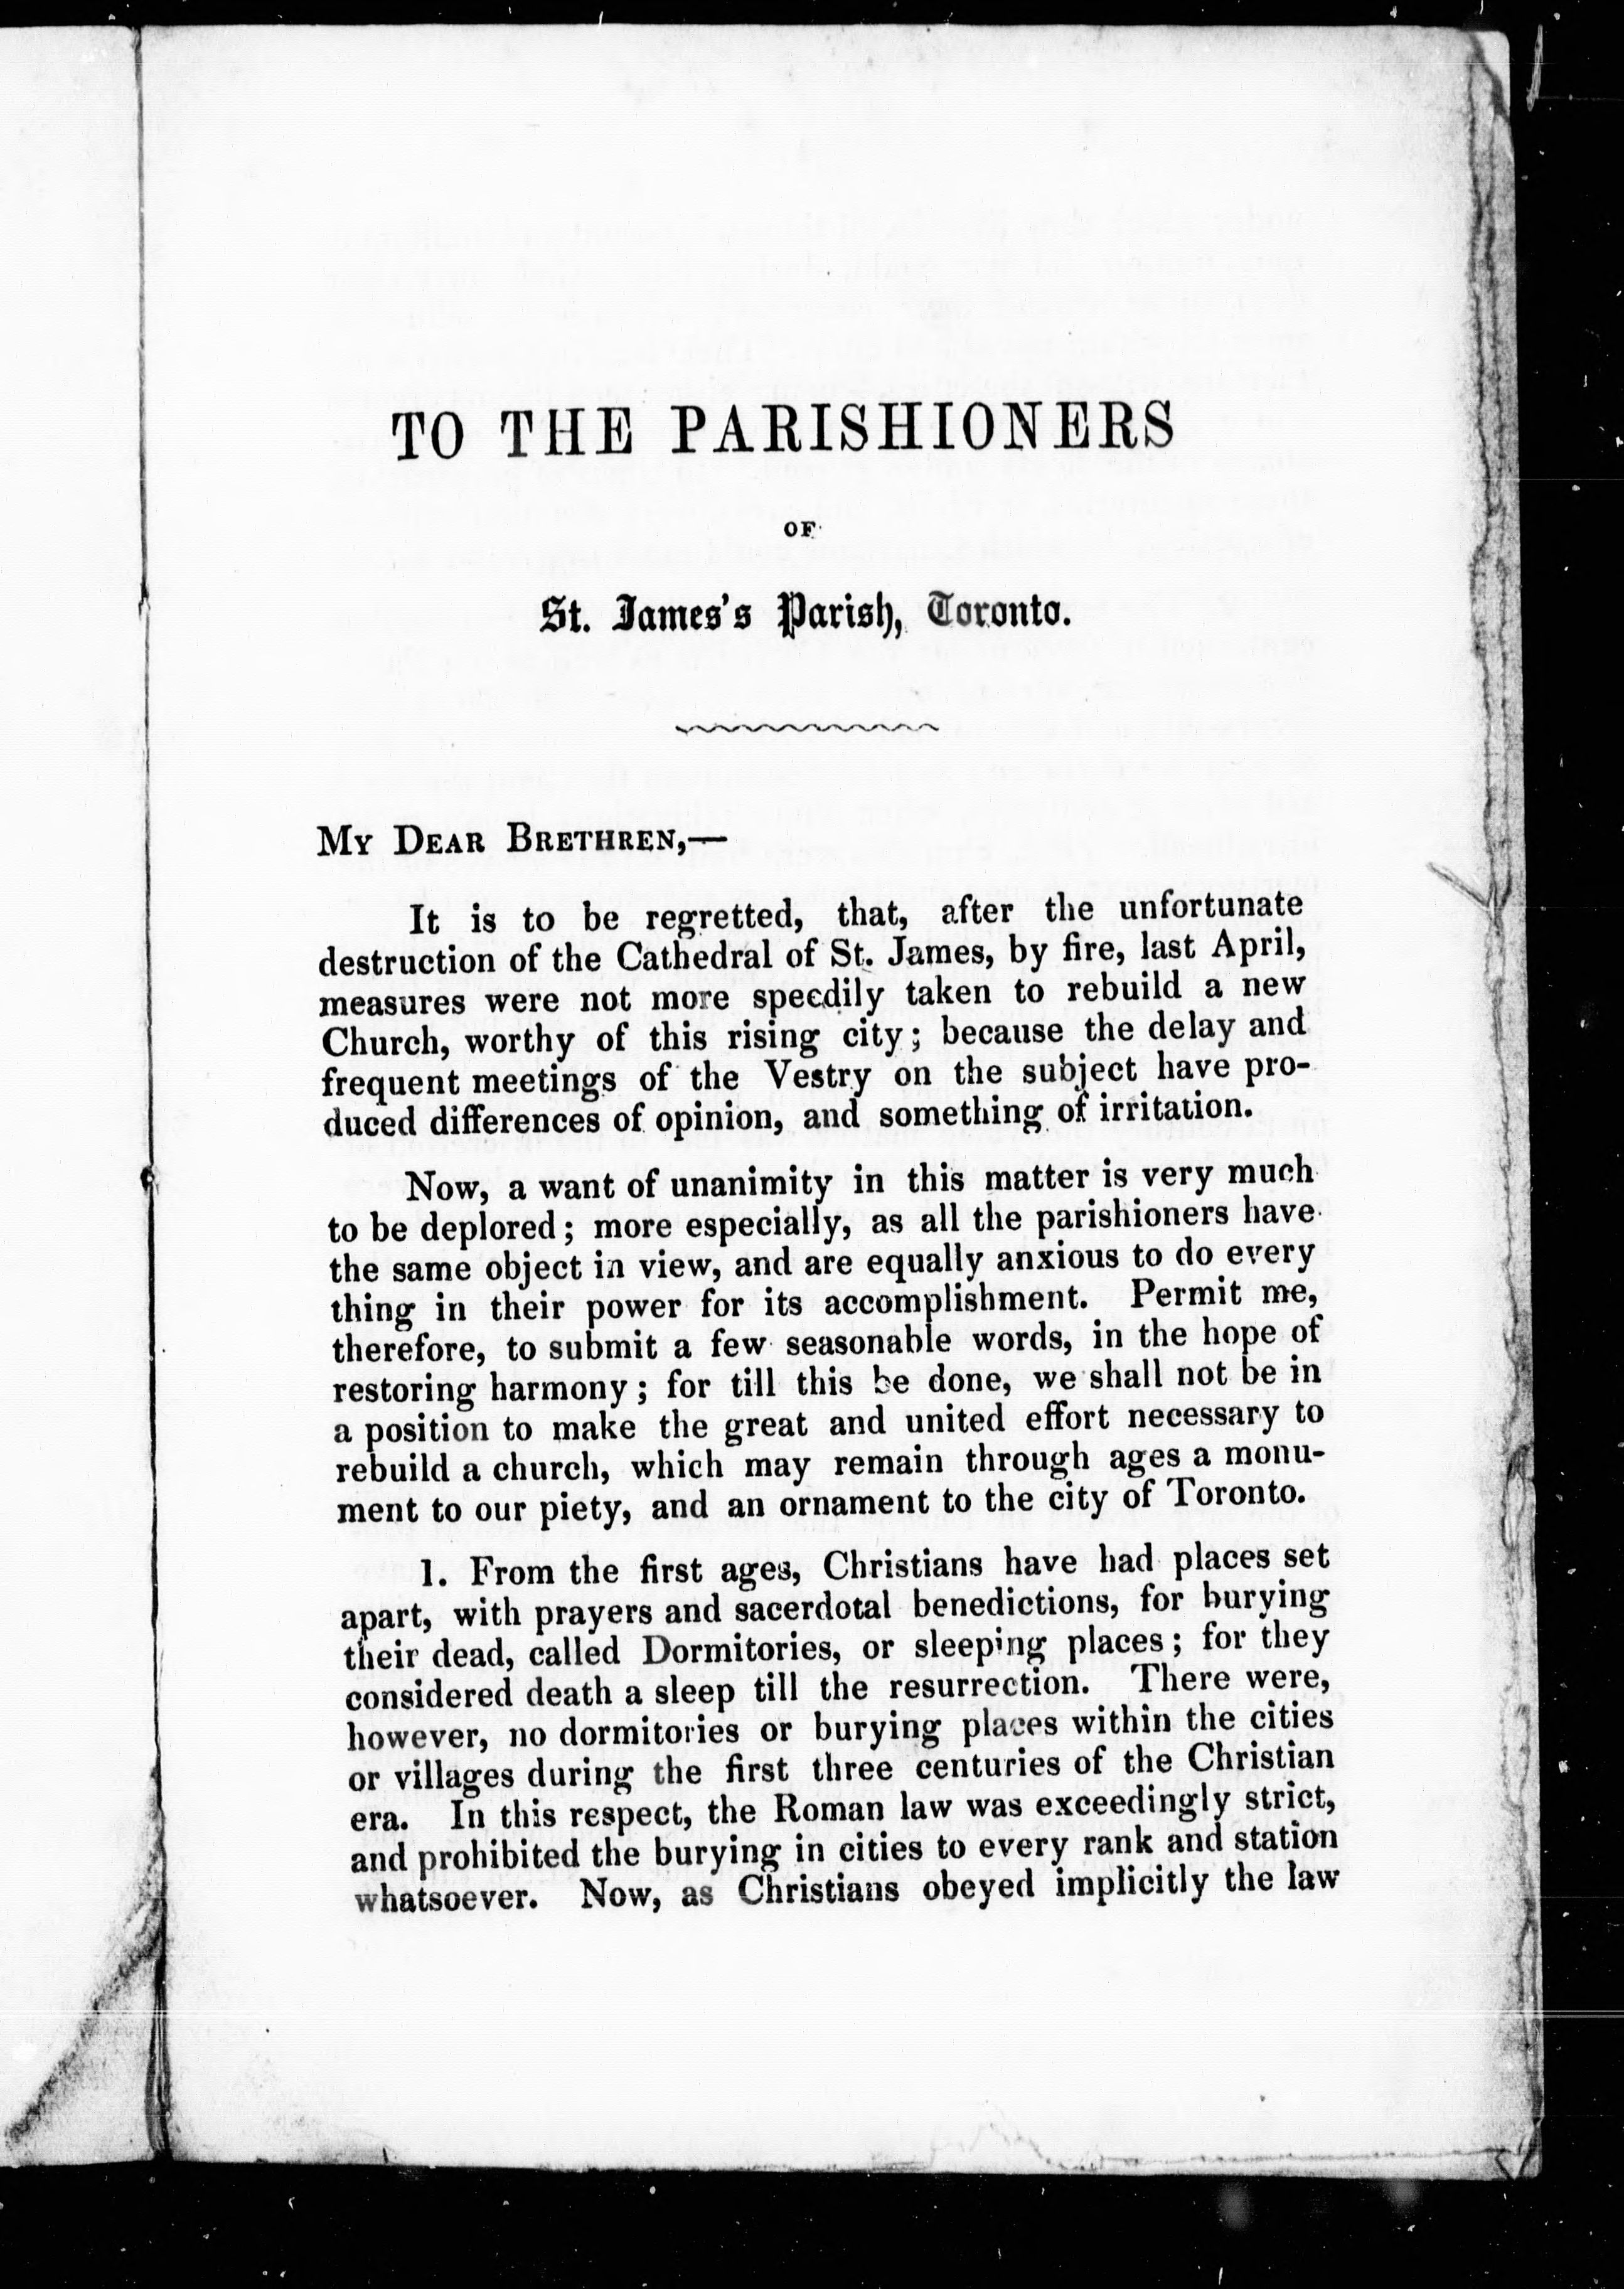 TO THE PARISHIONERS
OF
St. James's Parish, Toronto.
MY DEAR BRETHREN,—
It is to be regretted, that, after the unfortunate
destruction of the Cathedral of St. James, by fire, last April,
measures were not more speedily taken to rebuild a new
Church, worthy of this rising city; because the delay and
frequent meetings of the Vestry on the subject have pro-
duced differences of opinion, and something of irritation.
Now, a want of unanimity in this matter is very much
to be deplored; more especially, as all the parishioners have
the same object in view, and are equally anxious to do every
thing in their power for its accomplishment. Permit me,
therefore, to submit a few seasonable words, in the hope of
restoring harmony; for till this be done, we shall not be in
a position to make the great and united effort necessary to
rebuild a church, which may remain through ages a monu-
ment to our piety, and an ornament to the city of Toronto.
1. From the first ages, Christians have had places set
apart, with prayers and sacerdotal benedictions, for burying
their dead, called Dormitories, or sleeping places; for they
considered death a sleep till the resurrection. There were,
however, no dormitories or burying places within the cities
or villages during the first three centuries of the Christian
era. In this respect, the Roman law was exceedingly strict,
and prohibited the burying in cities to every rank and station
whatsoever. Now, as Christians obeyed implicitly the law